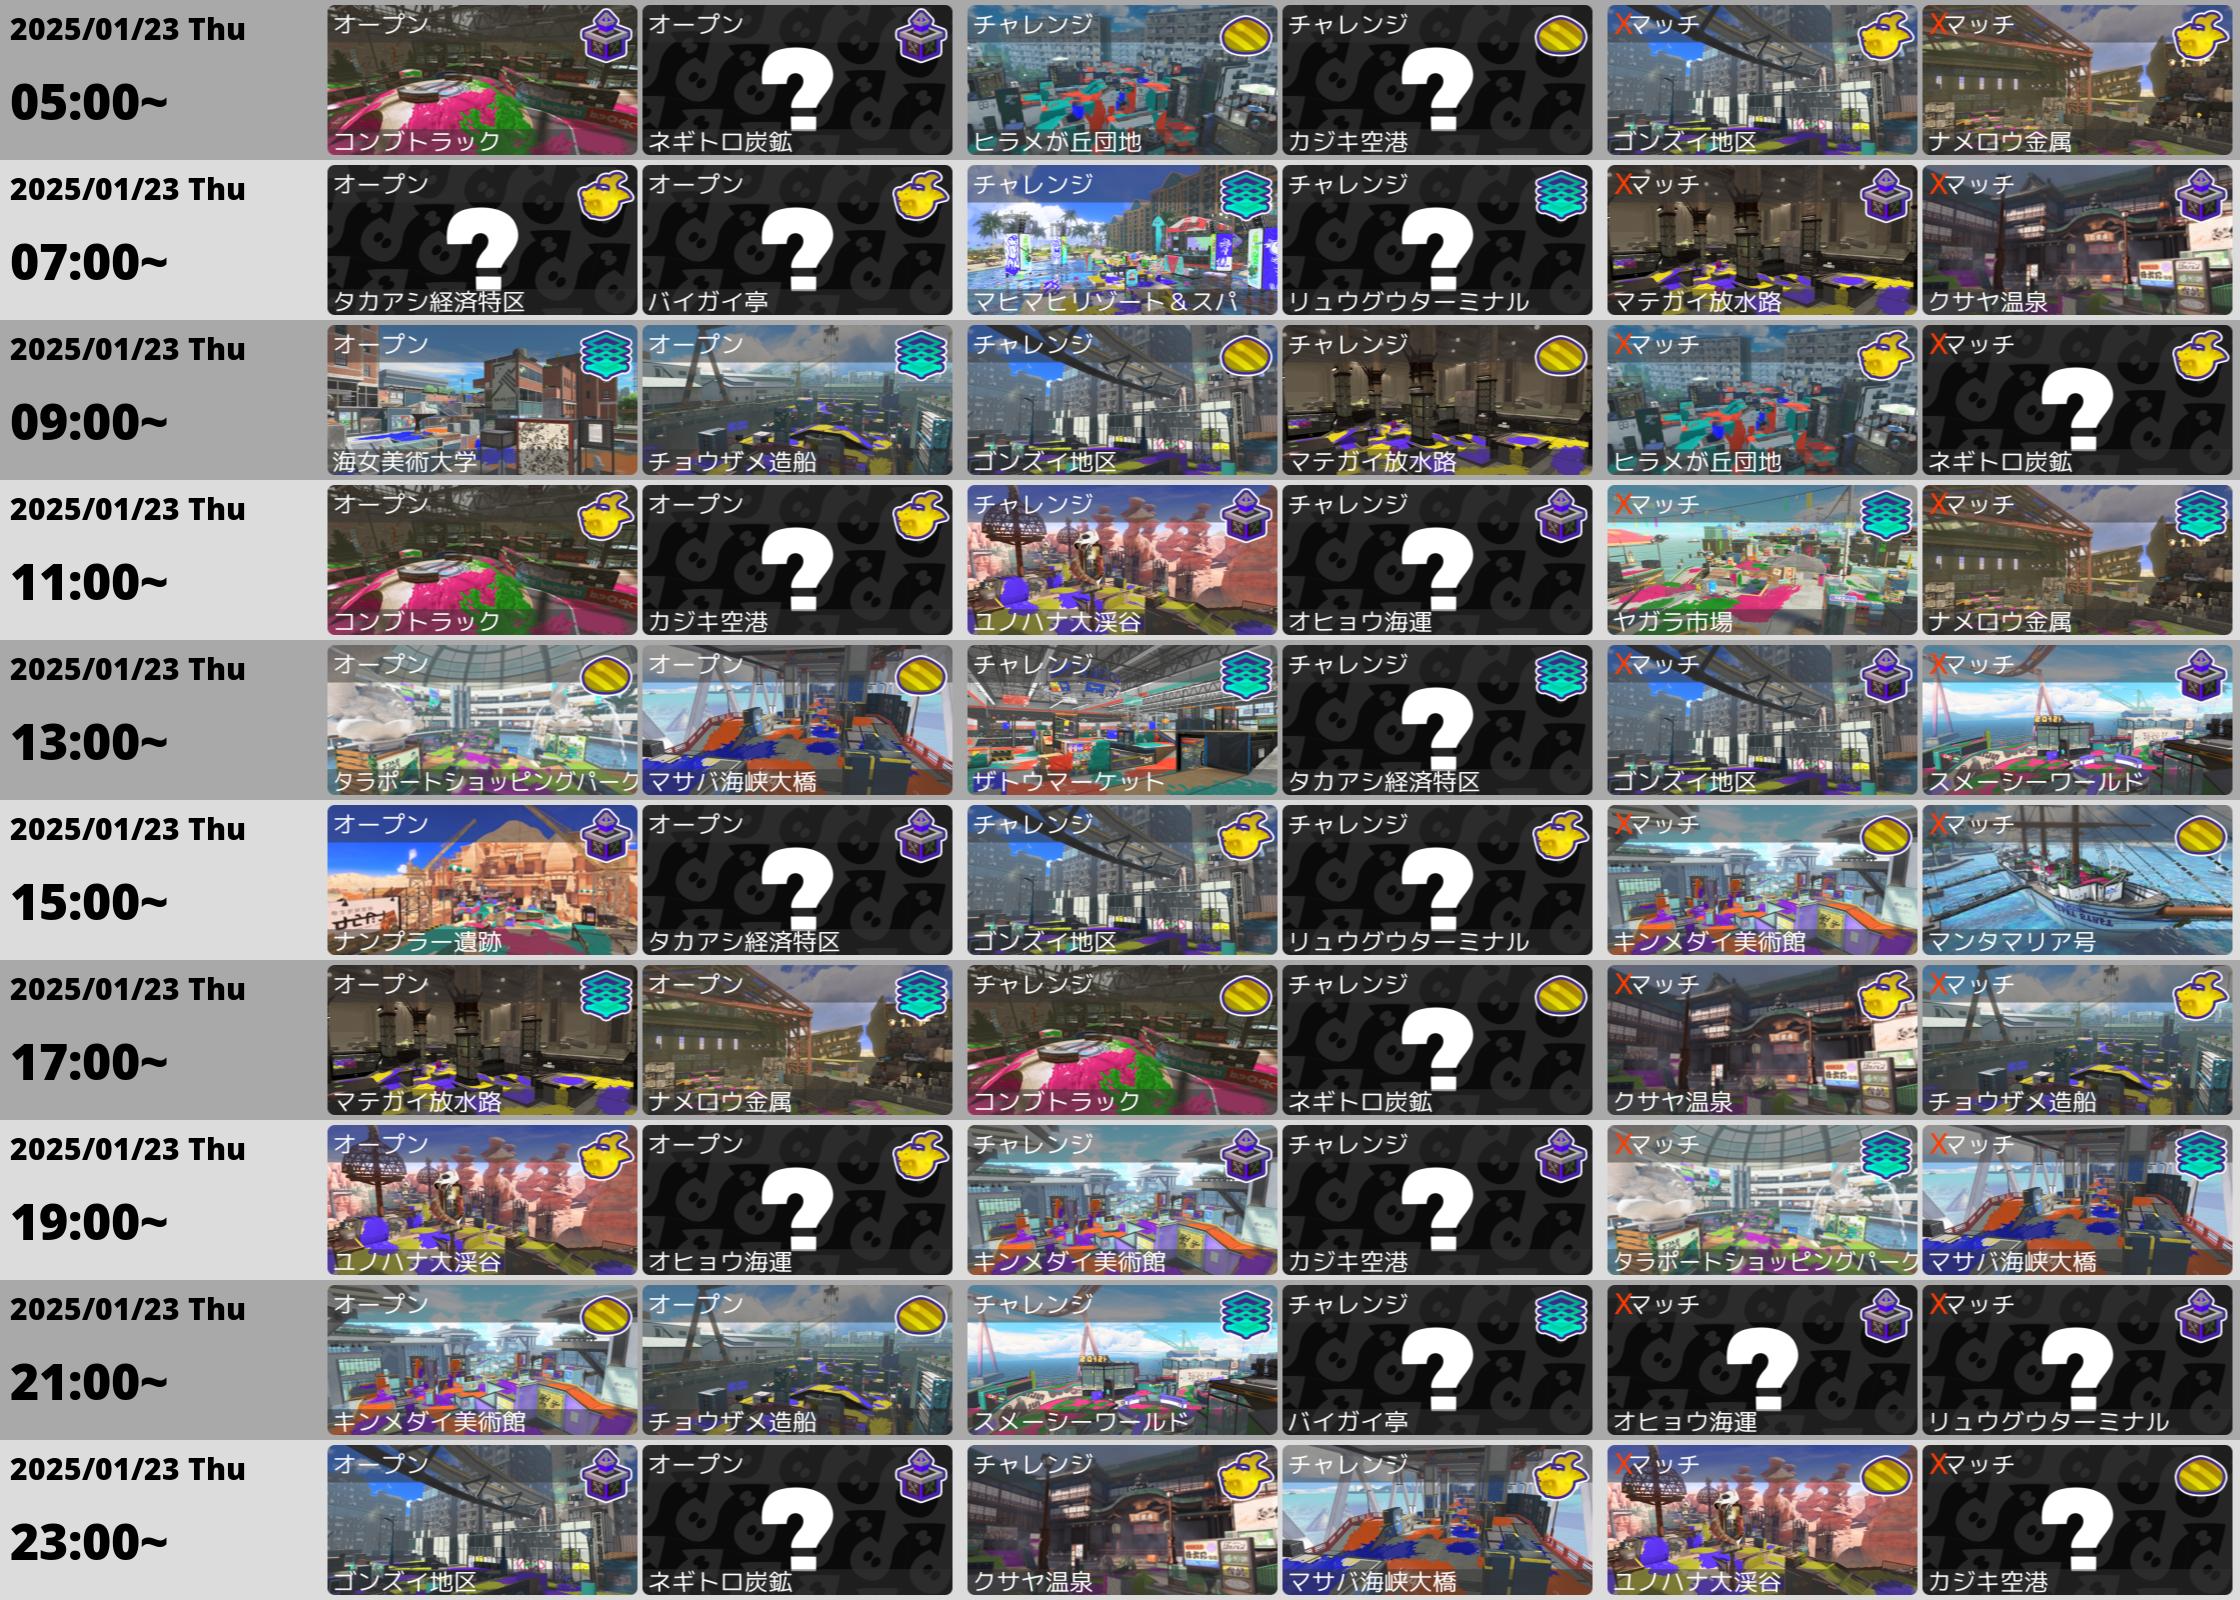 2025/01/23 Thu
05:00~
オープン
コンブトラック
オープン
ネギトロ炭鉱
チャレンジ
ヒラメが丘団地
チャレンジ
カジキ空港
Xマッチ
ゴンズイ地区
Xマッチ
ナメロウ金属
2025/01/23 Thu
07:00~
オープン
タカアシ経済特区
オープン
バイガイ亭
チャレンジ
マヒマヒリゾート&スパ
チャレンジ
リュウグウターミナル
Xマッチ
マテガイ放水路
Xマッチ
クサヤ温泉
2025/01/23 Thu
09:00~
オープン
海女美術大学
オープン
チョウザメ造船
チャレンジ
ゴンズイ地区
チャレンジ
マテガイ放水路
Xマッチ
ヒラメが丘団地
Xマッチ
ネギトロ炭鉱
2025/01/23 Thu
11:00~
オープン
コンブトラック
オープン
カジキ空港
チャレンジ
ユノハナ大渓谷
チャレンジ
オヒョウ海運
Xマッチ
ヤガラ市場
Xマッチ
ナメロウ金属
2025/01/23 Thu
13:00~
オープン
タラポートショッピングパーク
オープン
マサバ海峡大橋
チャレンジ
ザトウマーケット
チャレンジ
タカアシ経済特区
Xマッチ
ゴンズイ地区
Xマッチ
スメーシーワールド
2025/01/23 Thu
15:00~
オープン
ナンプラー遺跡
オープン
タカアシ経済特区
チャレンジ
ゴンズイ地区
チャレンジ
リュウグウターミナル
Xマッチ
キンメダイ美術館
Xマッチ
マンタマリア号
2025/01/23 Thu
17:00~
オープン
マテガイ放水路
オープン
ナメロウ金属
チャレンジ
コンブトラック
チャレンジ
ネギトロ炭鉱
Xマッチ
クサヤ温泉
Xマッチ
チョウザメ造船
2025/01/23 Thu
19:00~
オープン
ユノハナ大渓谷
オープン
オヒョウ海運
チャレンジ
キンメダイ美術館
チャレンジ
カジキ空港
Xマッチ
タラポートショッピングパーク
Xマッチ
マサバ海峡大橋
2025/01/23 Thu
21:00~
オープン
キンメダイ美術館
オープン
チョウザメ造船
チャレンジ
スメーシーワールド
チャレンジ
バイガイ亭
Xマッチ
オヒョウ海運
Xマッチ
リュウグウターミナル
2025/01/23 Thu
23:00~
オープン
ゴンズイ地区
オープン
ネギトロ炭鉱
チャレンジ
クサヤ温泉
チャレンジ
マサバ海峡大橋
Xマッチ
ユノハナ大渓谷
Xマッチ
カジキ空港